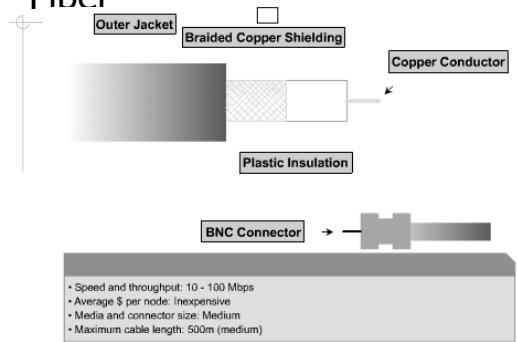 Fiber
Outer Jacket
Braided Copper Shielding
Copper Conductor
Plastic Insulation
BNC Connector
• Speed and throughput: 10 - 100 Mbps
• Average $ per node: Inexpensive
• Media and connector size: Medium
• Maximum cable length: 500m (medium)